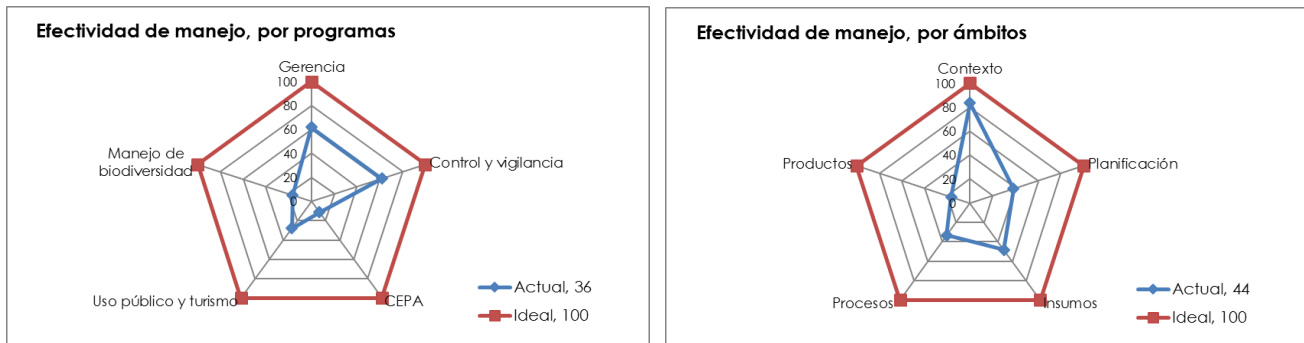 Efectividad de manejo, por programas
Gerencia
100
80
60
40
20
0
Control y vigilancia
CEPA
Uso público y turismo
Manejo de
biodiversidad
Actual, 36
Ideal, 100
Efectividad de manejo, por ámbitos
Contexto
100
80
60
40
20
0
Planificación
Insumos
Procesos
Productos
Actual, 44
Ideal, 100